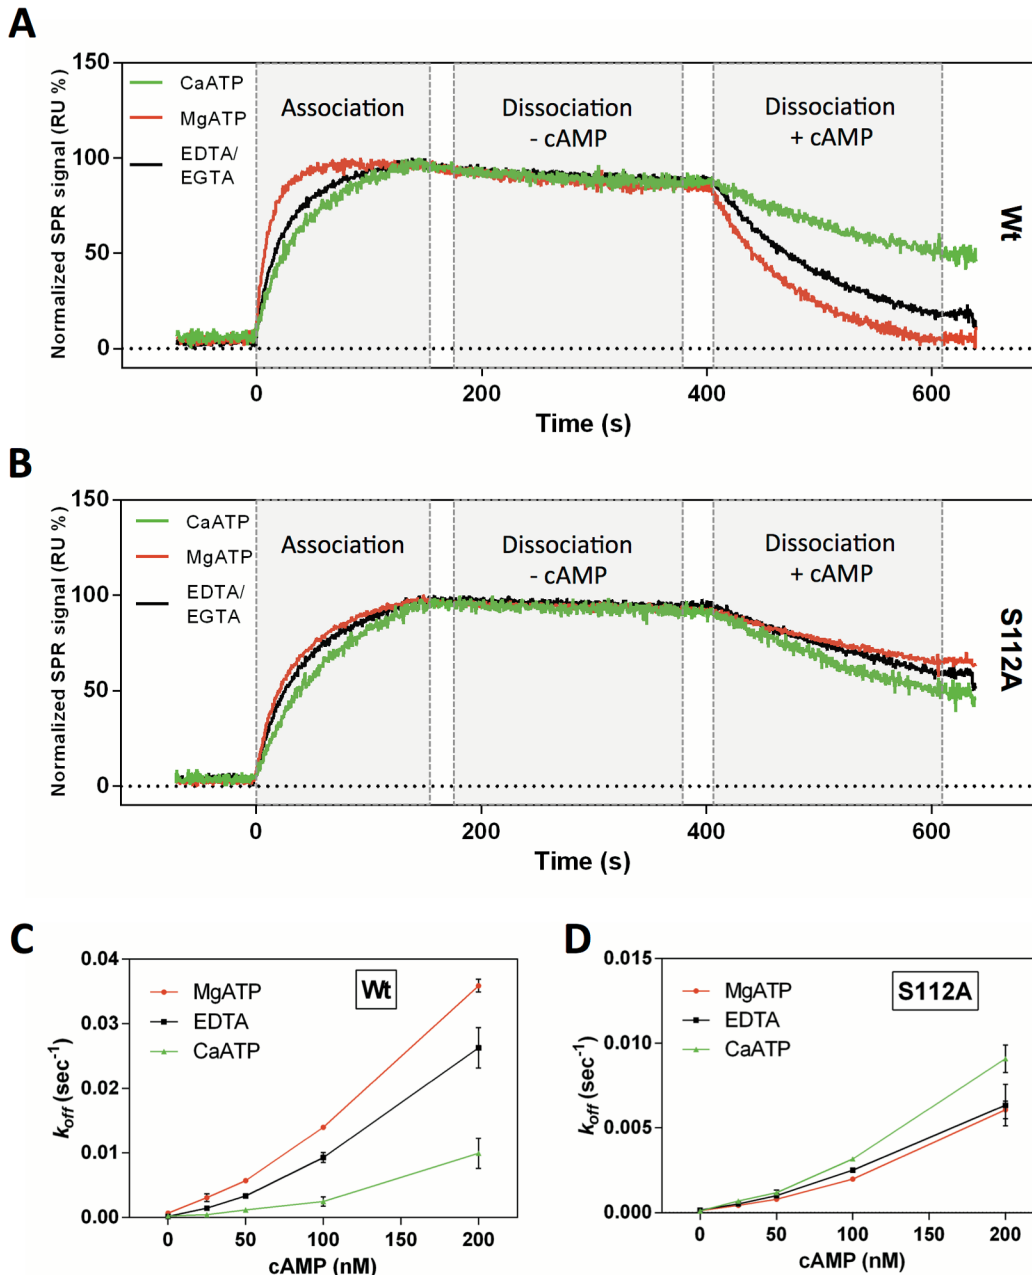 A
Normalized SPR signal (RU %)
150
100
50
0
CaATP
MgATP
EDTA/
EGTA
Association
Dissociation
- cAMP
Dissociation
+ cAMP
Wt
0
200
400
600
Time (s)
B
Normalized SPR signal (RU %)
150
100
50
0
CaATP
MgATP
EDTA/
EGTA
Association
Dissociation
- cAMP
Dissociation
+ cAMP
S112A
0
200
400
600
Time (s)
C
koff (sec-1)
0.04
0.03
0.02
0.01
0.00
MgATP
EDTA
CaATP
Wt
0
50
100
150
200
cAMP (nM)
D
koff (sec-1)
0.015
0.010
0.005
0.000
MgATP
EDTA
CaATP
S112A
0
50
100
150
200
cAMP (nM)